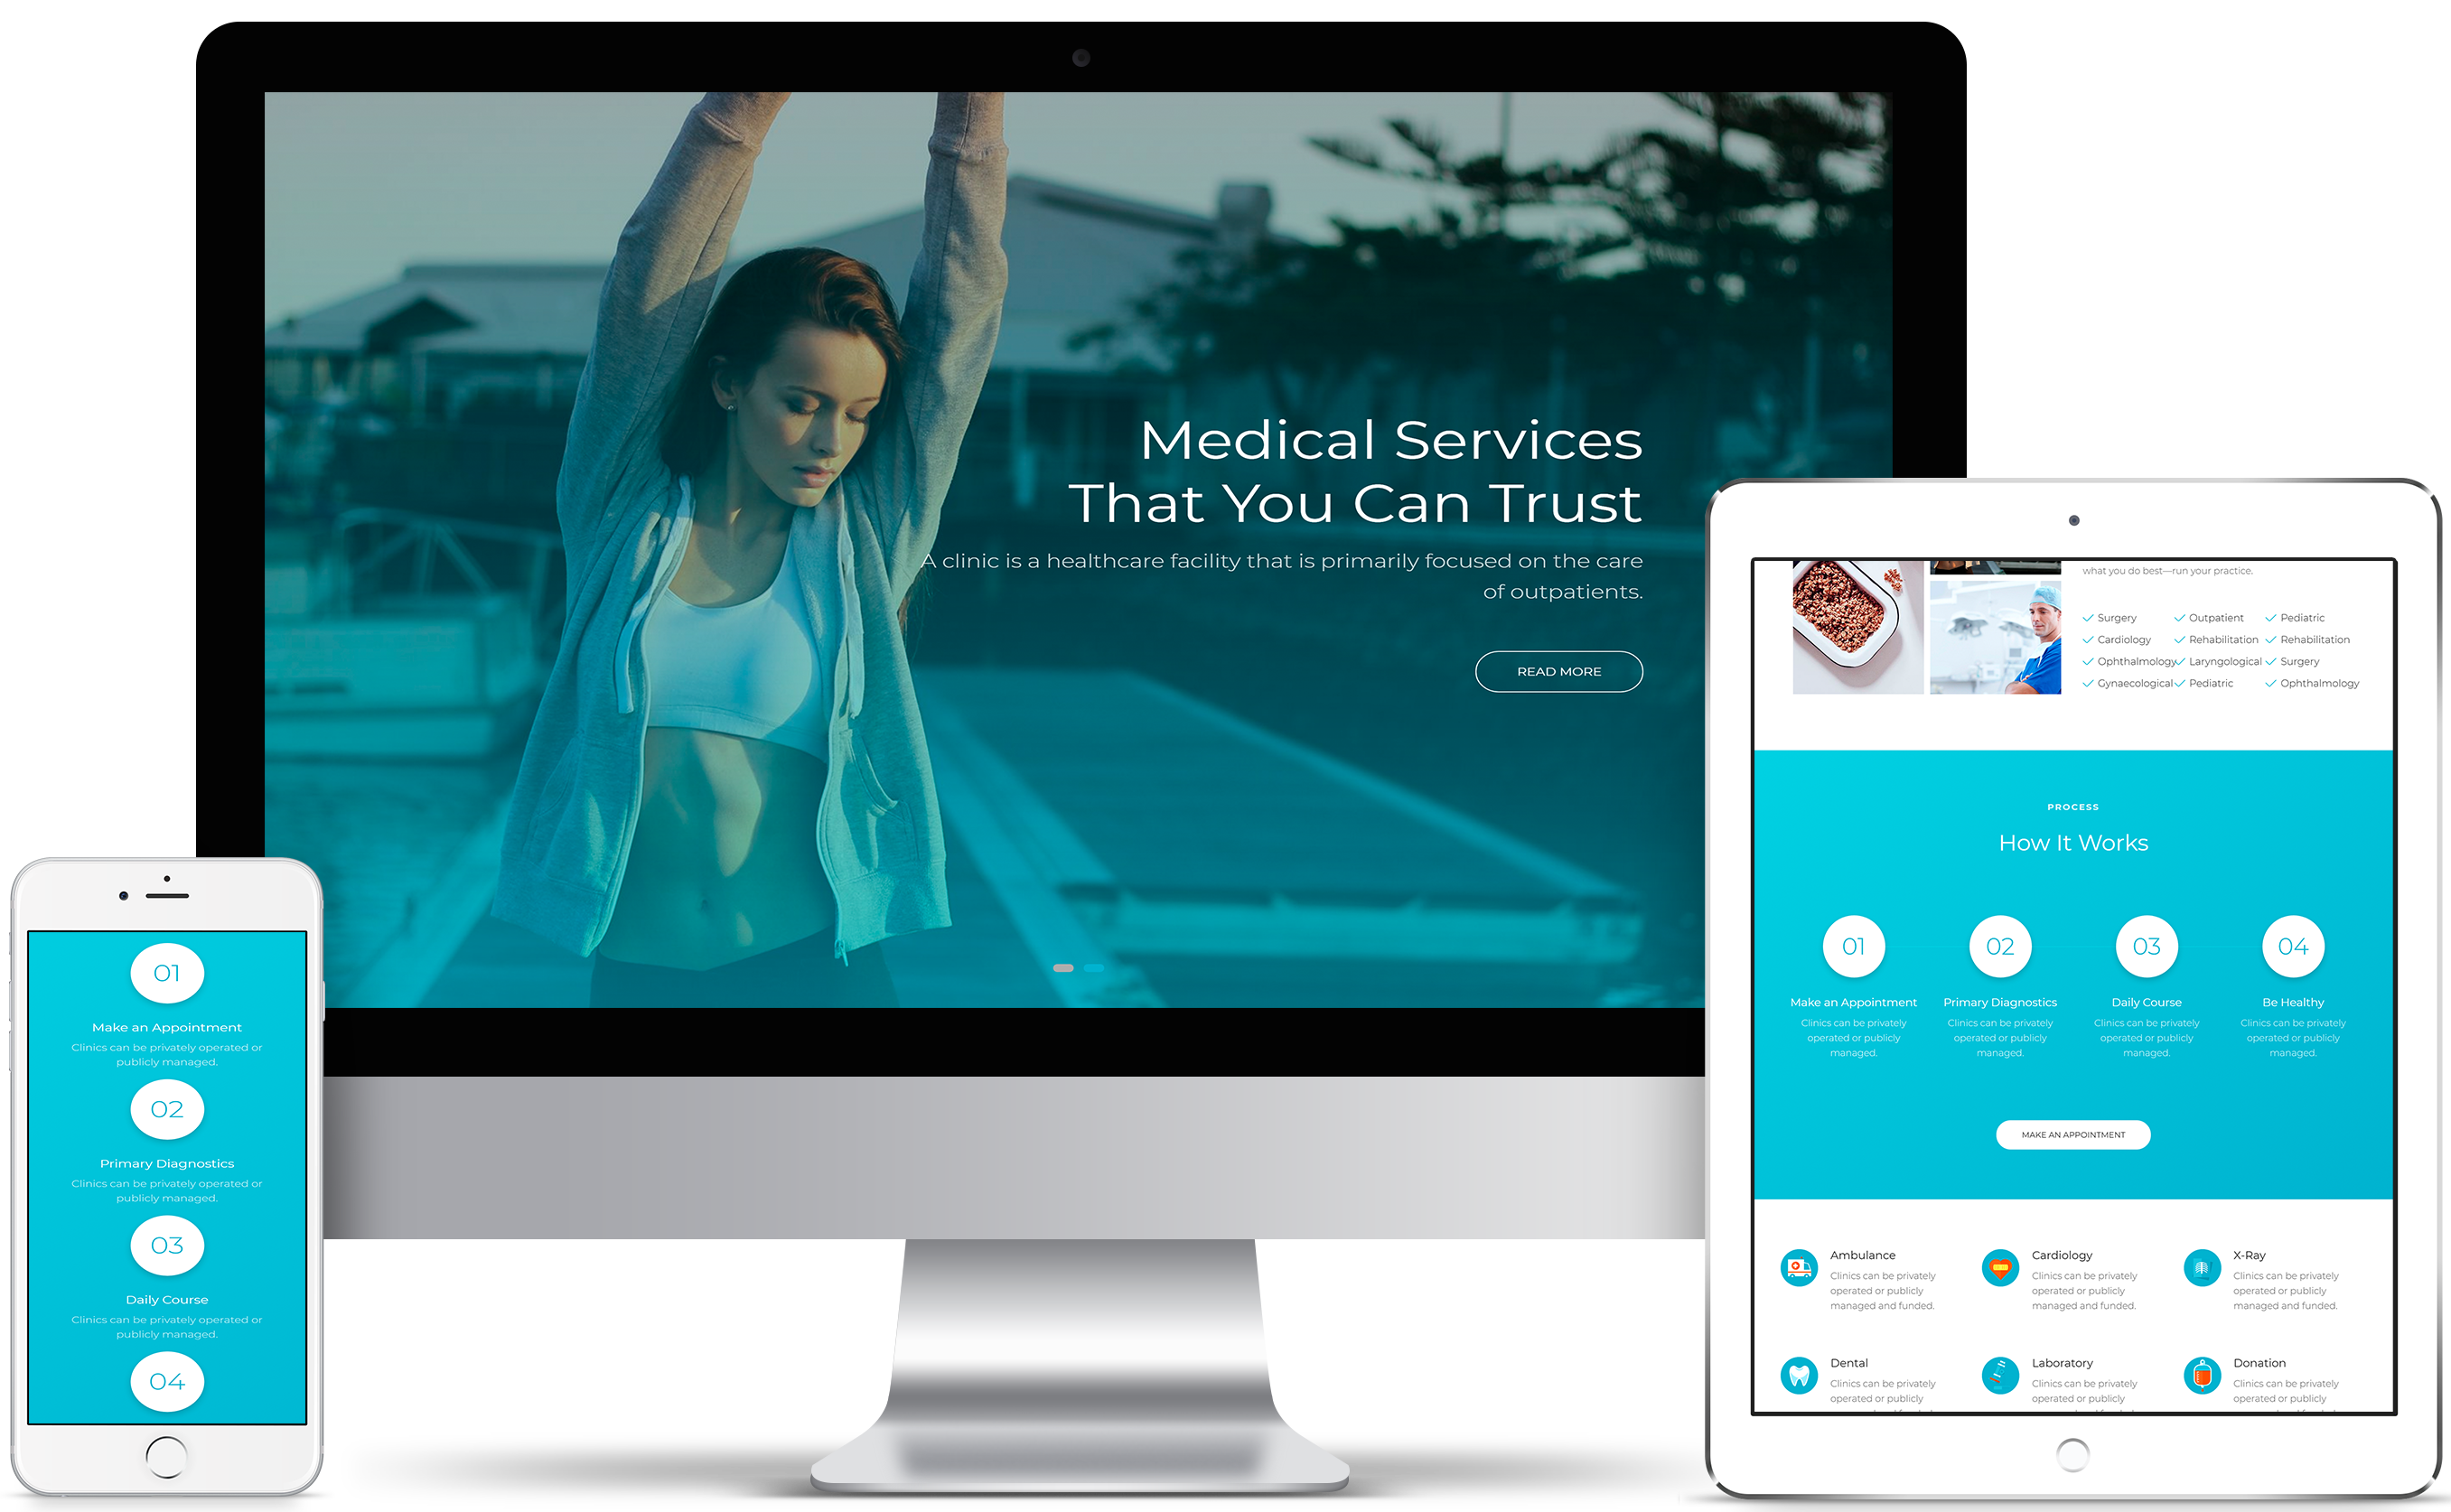 Medical Services
That You Can Trust
A clinic is a healthcare facility that is primarily focused on the care
of outpatients.
READ MORE
01
Make an Appointment
Clinics can be privately operated or
publicly managed.
02
Primary Diagnostics
Clinics can be privately operated or
publicly managed.
03
Daily Course
Clinics can be privately operated or
publicly managed.
04
what you do best—run your practice.
Surgery Outpatient Pediatric
Cardiology Rehabilitation Rehabilitation
Ophthalmology Laryngological Surgery
Gynaecological Pediatric Ophthalmology
PROCESS
How It Works
01 02 03 04
Make an Appointment Primary Diagnostics Daily Course Be Healthy
Clinics can be privately Clinics can be privately Clinics can be privately Clinics can be privately
operated or publicly operated or publicly operated or publicly operated or publicly
managed. managed. managed. managed.
MAKE AN APPOINTMENT
Ambulance Cardiology X-Ray
Clinics can be privately Clinics can be privately Clinics can be privately
operated or publicly operated or publicly operated or publicly
managed and funded. managed and funded. managed and funded.
Dental Laboratory Donation
Clinics can be privately Clinics can be privately Clinics can be privately
operated or publicly operated or publicly operated or publicly